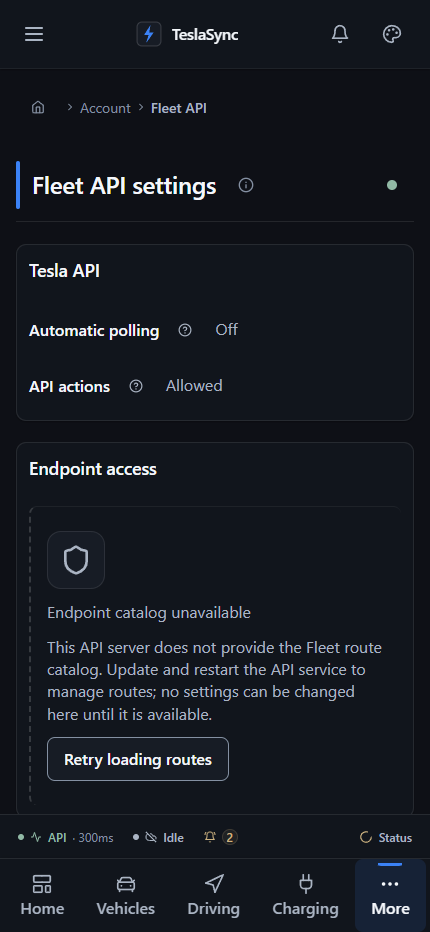 TeslaSync
Account
Fleet API
Fleet API settings
Tesla API
Automatic polling
Off
API actions
Allowed
Endpoint access
Endpoint catalog unavailable
This API server does not provide the Fleet route
catalog. Update and restart the API service to
manage routes; no settings can be changed
here until it is available.
Retry loading routes
API · 300ms
Idle
2
Status
Home
Vehicles
Driving
Charging
More